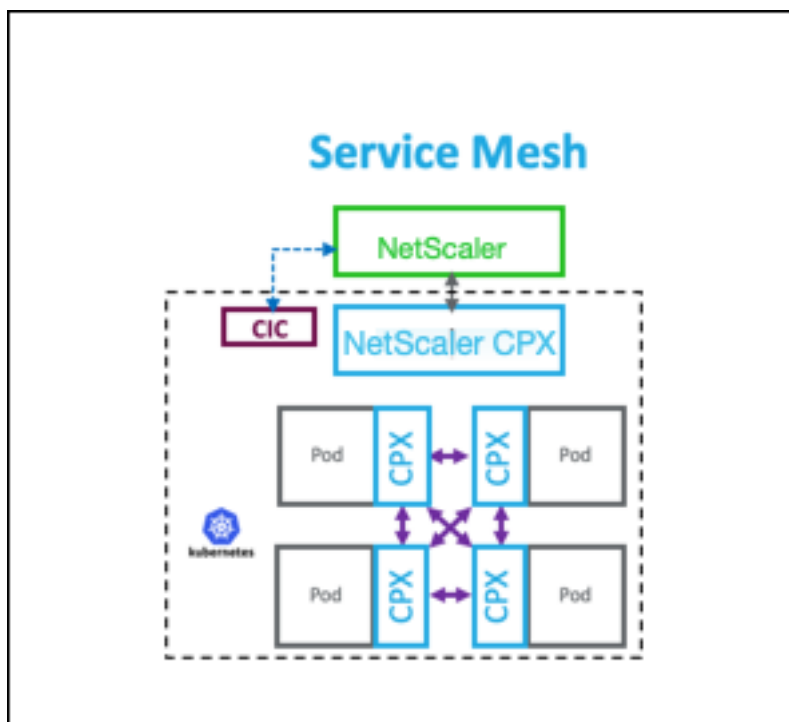 Service Mesh
NetScaler
CIC
NetScaler CPX
Pod
CPX
CPX
Pod
kubernetes
Pod
CPX
CPX
Pod